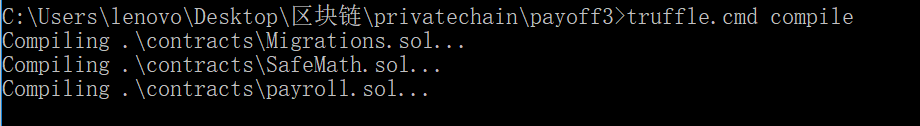 C:\Users\lenovo\Desktop\区块链\privatechain\payoff3>truffle.cmd compile
Compiling .\contracts\Migrations.sol...
Compiling .\contracts\SafeMath.sol...
Compiling .\contracts\payroll.sol...